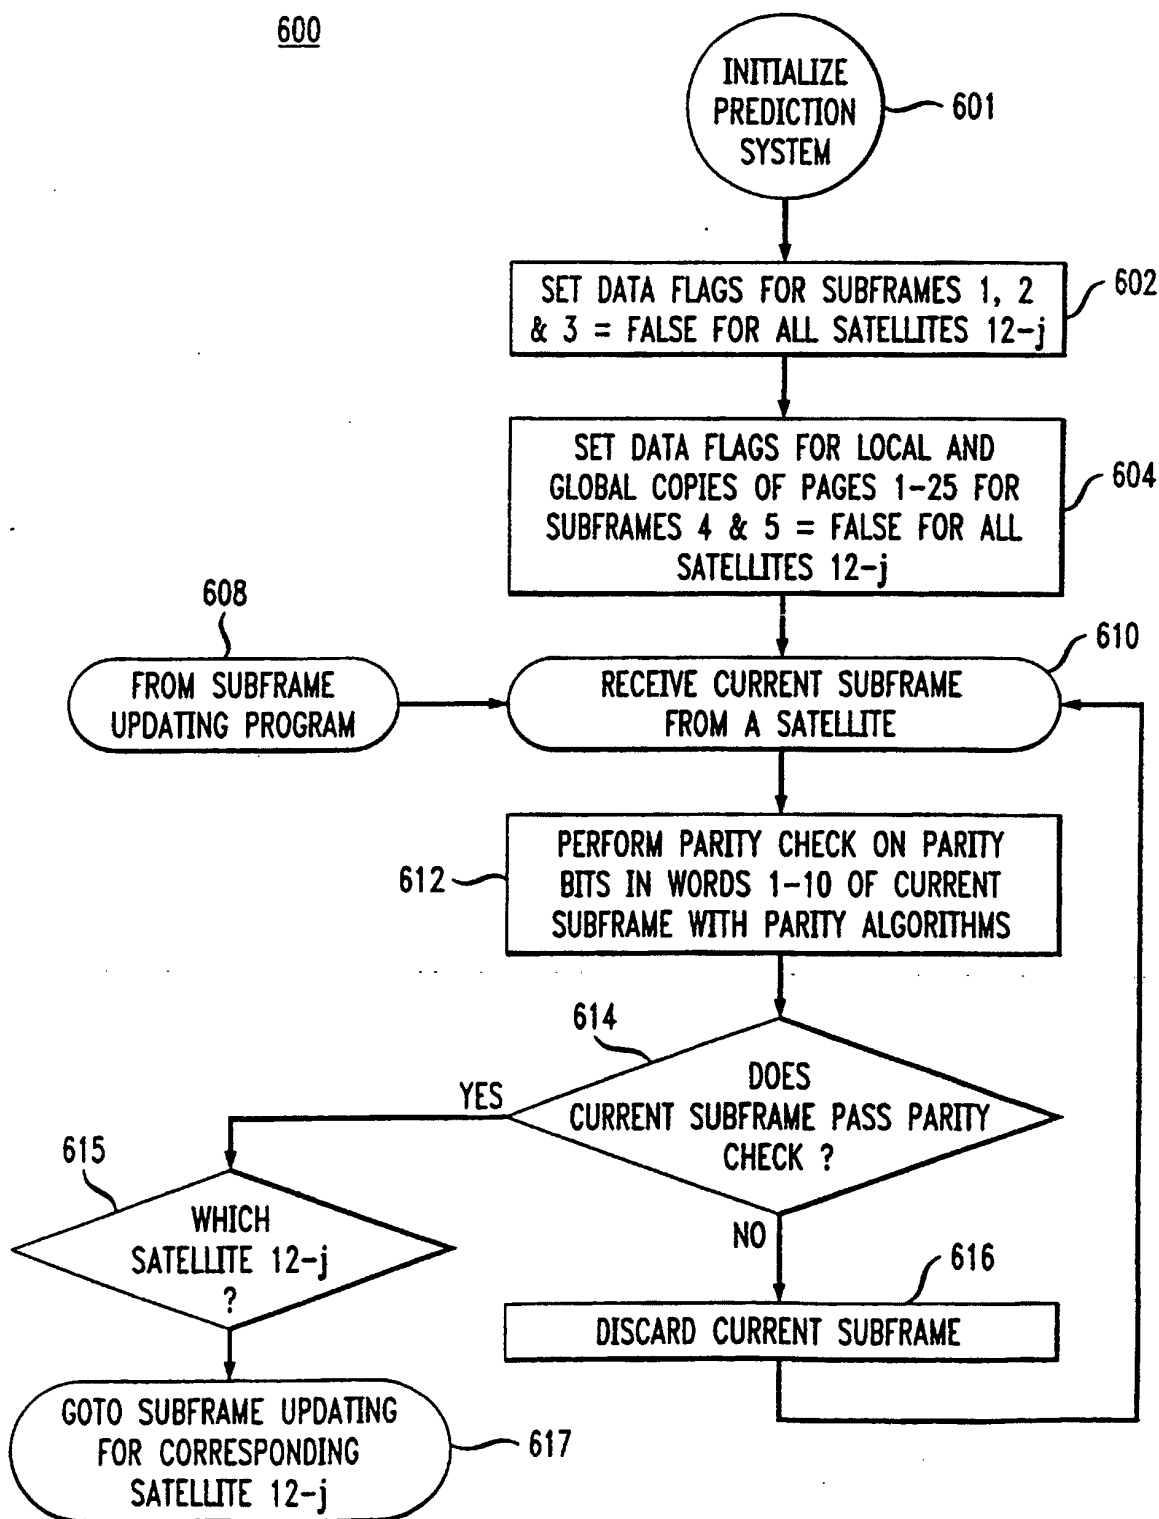 600
INITIALIZE
PREDICTION
SYSTEM
601
SET DATA FLAGS FOR SUBFRAMES 1, 2
& 3 = FALSE FOR ALL SATELLITES 12-j
602
SET DATA FLAGS FOR LOCAL AND
GLOBAL COPIES OF PAGES 1-25 FOR
SUBFRAMES 4 & 5 = FALSE FOR ALL
SATELLITES 12-j
604
608
FROM SUBFRAME
UPDATING PROGRAM
610
RECEIVE CURRENT SUBFRAME
FROM A SATELLITE
612
PERFORM PARITY CHECK ON PARITY
BITS IN WORDS 1-10 OF CURRENT
SUBFRAME WITH PARITY ALGORITHMS
614
DOES
CURRENT SUBFRAME PASS PARITY
CHECK ?
YES
NO
615
WHICH
SATELLITE 12-j
?
616
DISCARD CURRENT SUBFRAME
GOTO SUBFRAME UPDATING
FOR CORRESPONDING
SATELLITE 12-j
617